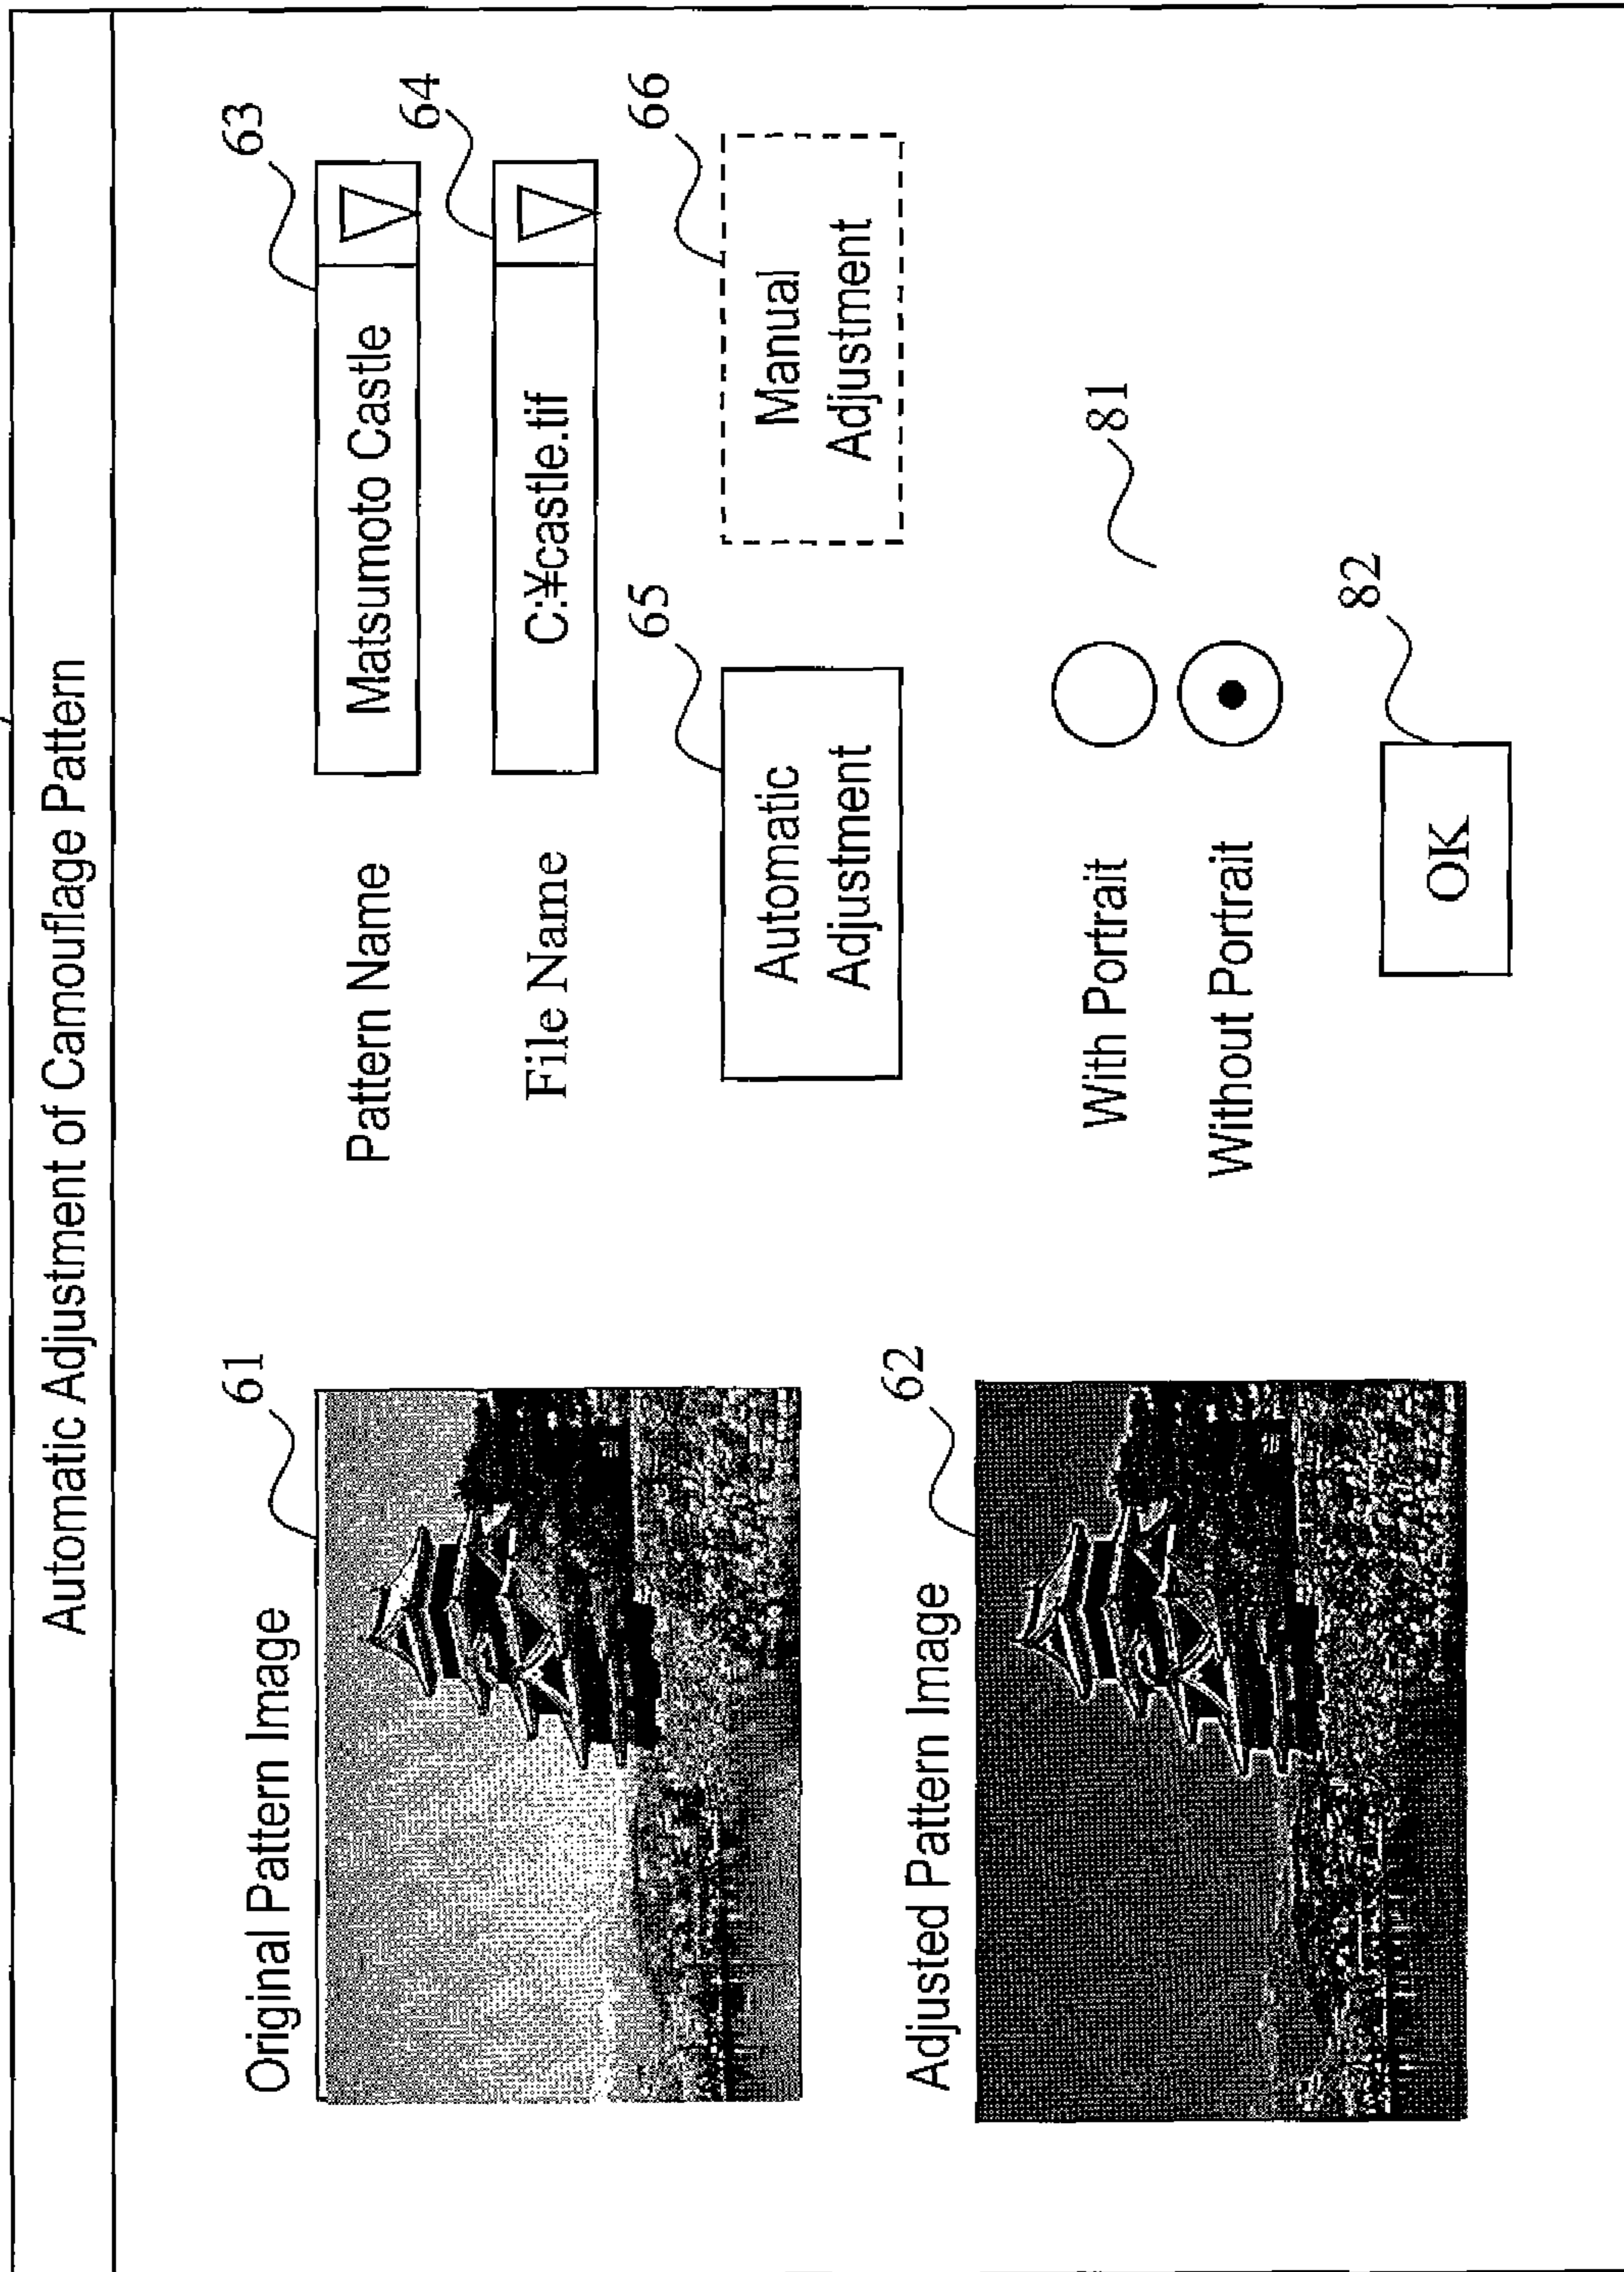 Automatic Adjustment of Camouflage Pattern
Original Pattern Image
61
Adjusted Pattern Image
62
Pattern Name
Matsumoto Castle
63
File Name
C:¥castle.tif
64
Automatic
Adjustment
65
Manual
Adjustment
66
With Portrait
Without Portrait
81
OK
82